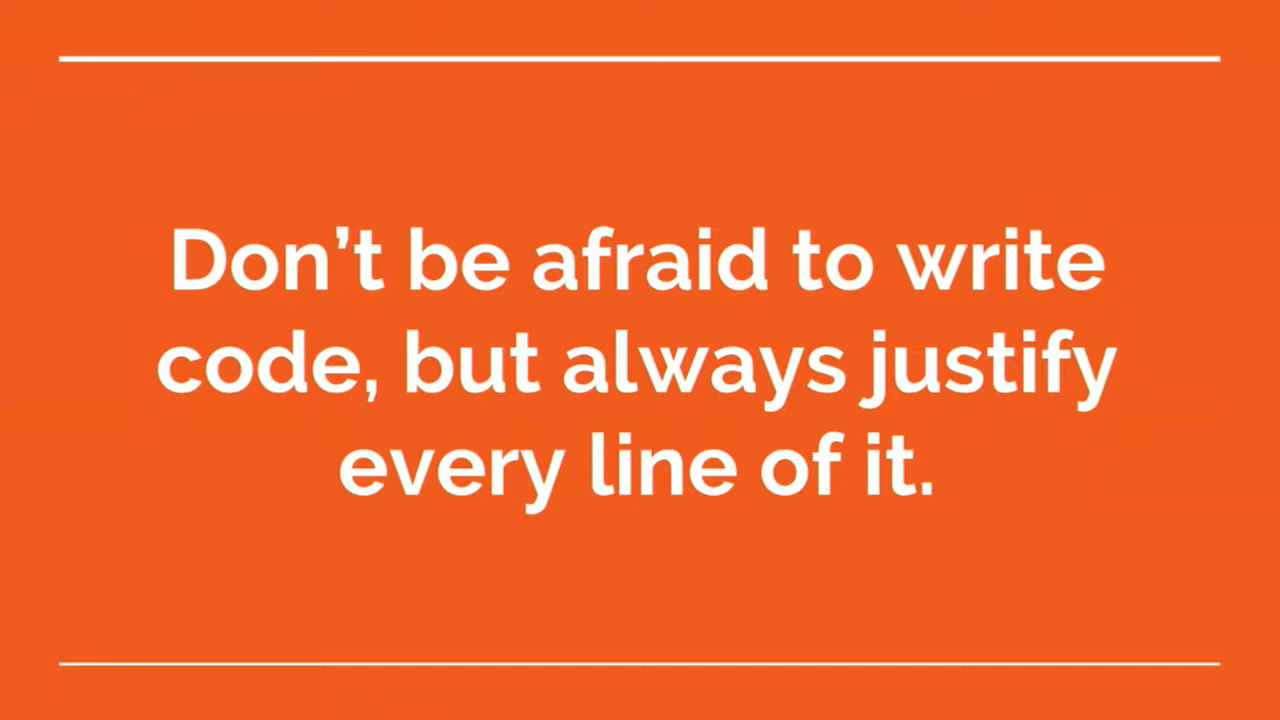 Don’t be afraid to write
code, but always justify
every line of it.